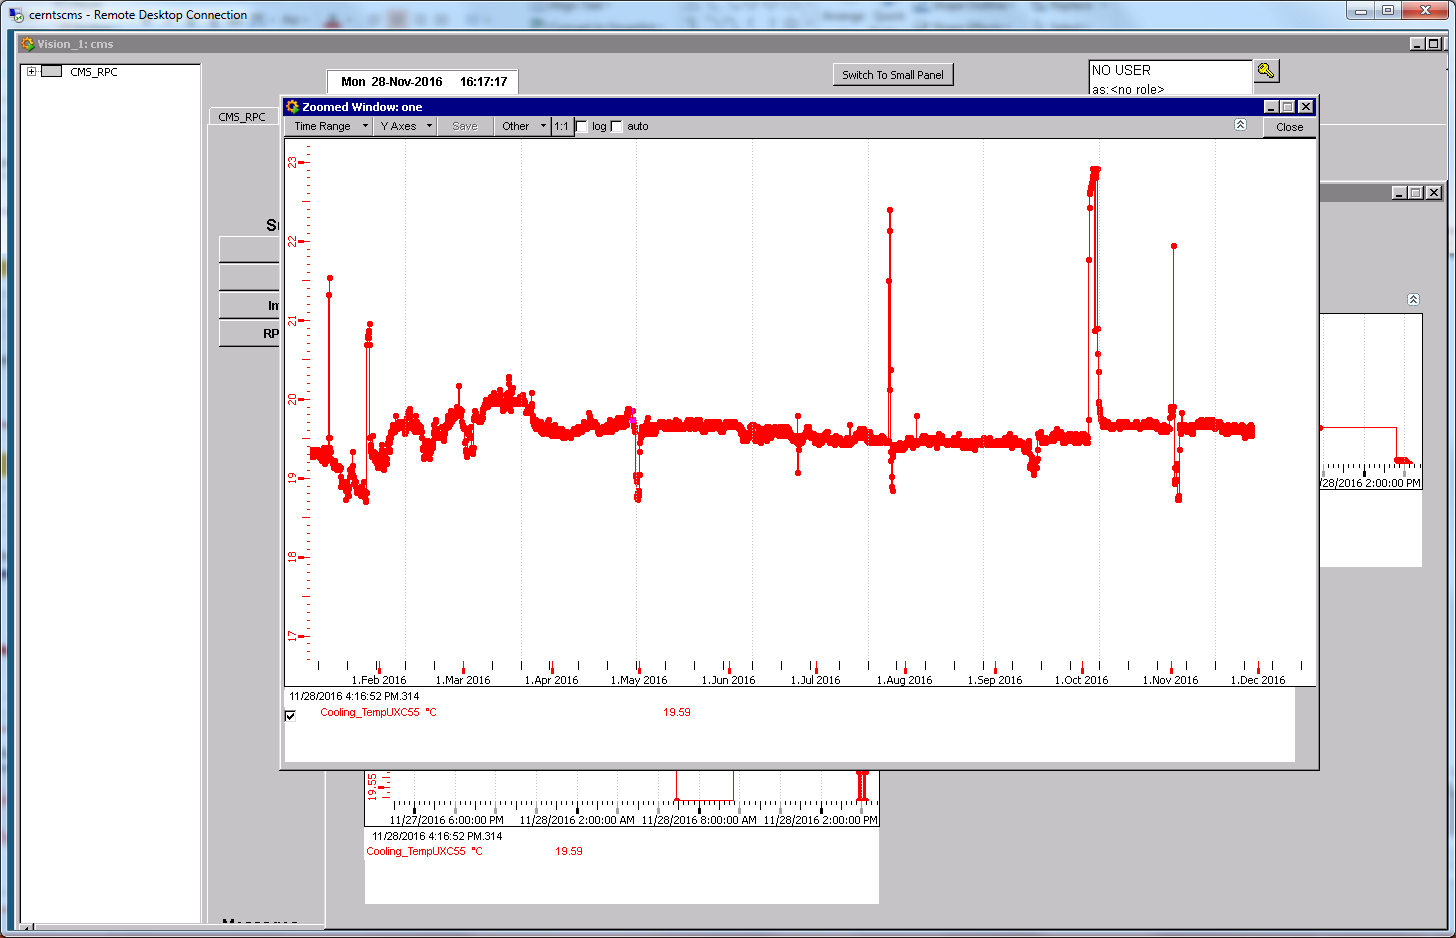 cerntscms - Remote Desktop Connection
Vision_1: cms
CMS_RPC
Mon 28-Nov-2016 16:17:17
Switch To Small Panel
NO USER
as:<no role>
CMS_RPC
Zoomed Window: one
Time Range Y Axes Save Other 1:1 log auto Close
23
22
21
20
19
18
17
1.Feb 2016 1.Mar 2016 1.Apr 2016 1.May 2016 1.Jun 2016 1.Jul 2016 1.Aug 2016 1.Sep 2016 1.Oct 2016 1.Nov 2016 1.Dec 2016
11/28/2016 4:16:52 PM.314
Cooling_TempUXC55 °C 19.59
RP
/28/2016 2:00:00 PM
19.55
11/27/2016 6:00:00 PM 11/28/2016 2:00:00 AM 11/28/2016 8:00:00 AM 11/28/2016 2:00:00 PM
11/28/2016 4:16:52 PM.314
Cooling_TempUXC55 °C 19.59